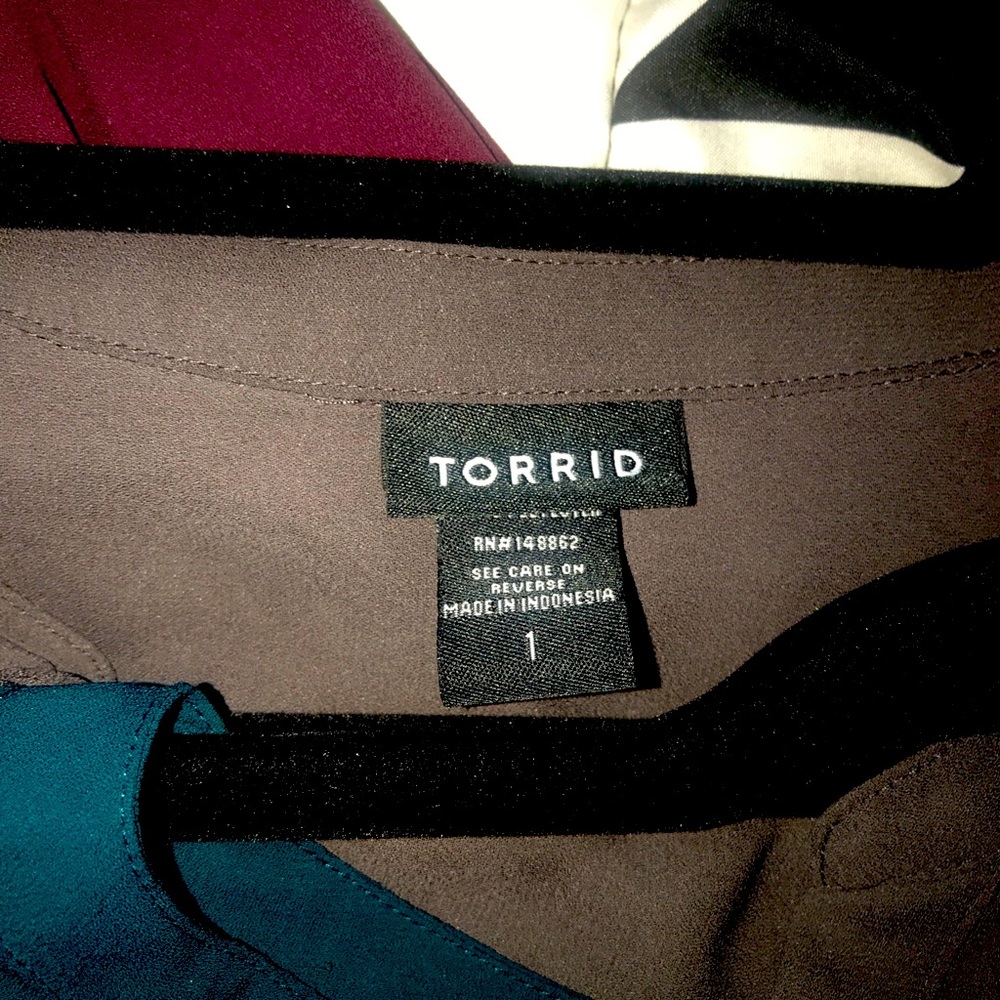 TORRID
RN#148862
SEE CARE ON
REVERSE
MADE IN INDONESIA
1